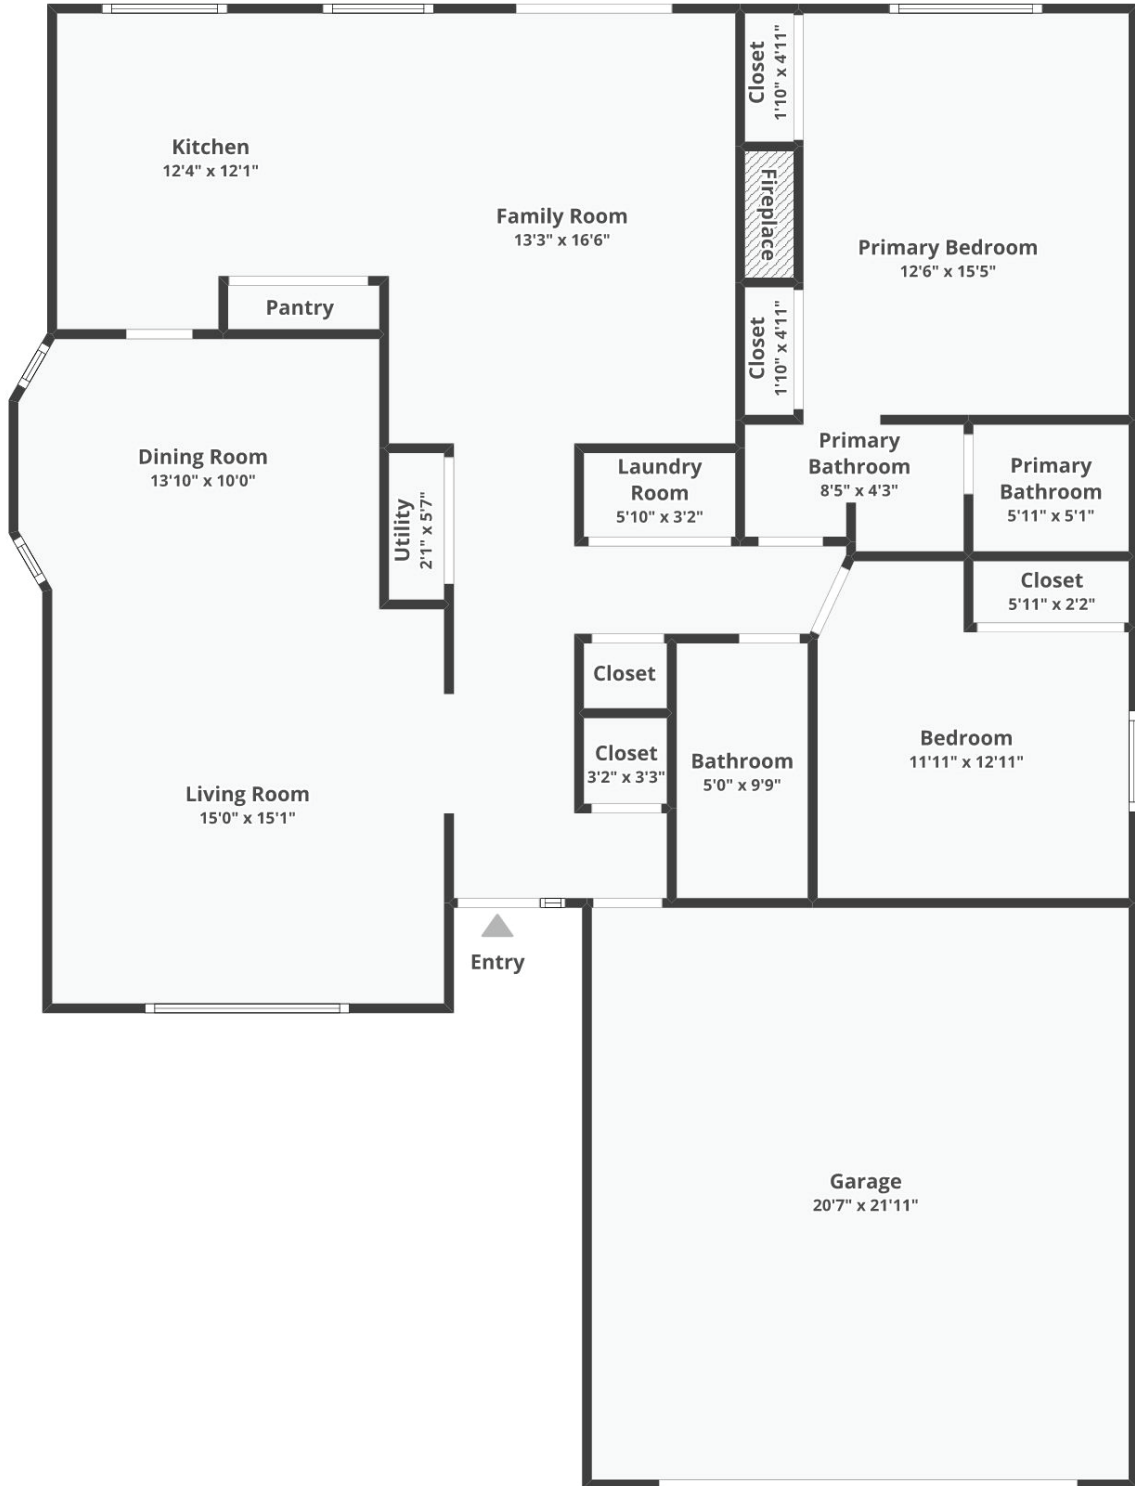 Closet
1'10" x 4'11"
Kitchen
12'4" x 12'1"
Fireplace
Family Room
13'3" x 16'6"
Primary Bedroom
12'6" x 15'5"
Pantry
Closet
1'10" x 4'11"
Dining Room
13'10" x 10'0"
Utility
2'1" x 5'7"
Laundry
Room
5'10" x 3'2"
Primary
Bathroom
8'5" x 4'3"
Primary
Bathroom
5'11" x 5'1"
Closet
5'11" x 2'2"
Closet
Closet
3'2" x 3'3"
Bathroom
5'0" x 9'9"
Bedroom
11'11" x 12'11"
Living Room
15'0" x 15'1"
Entry
Garage
20'7" x 21'11"